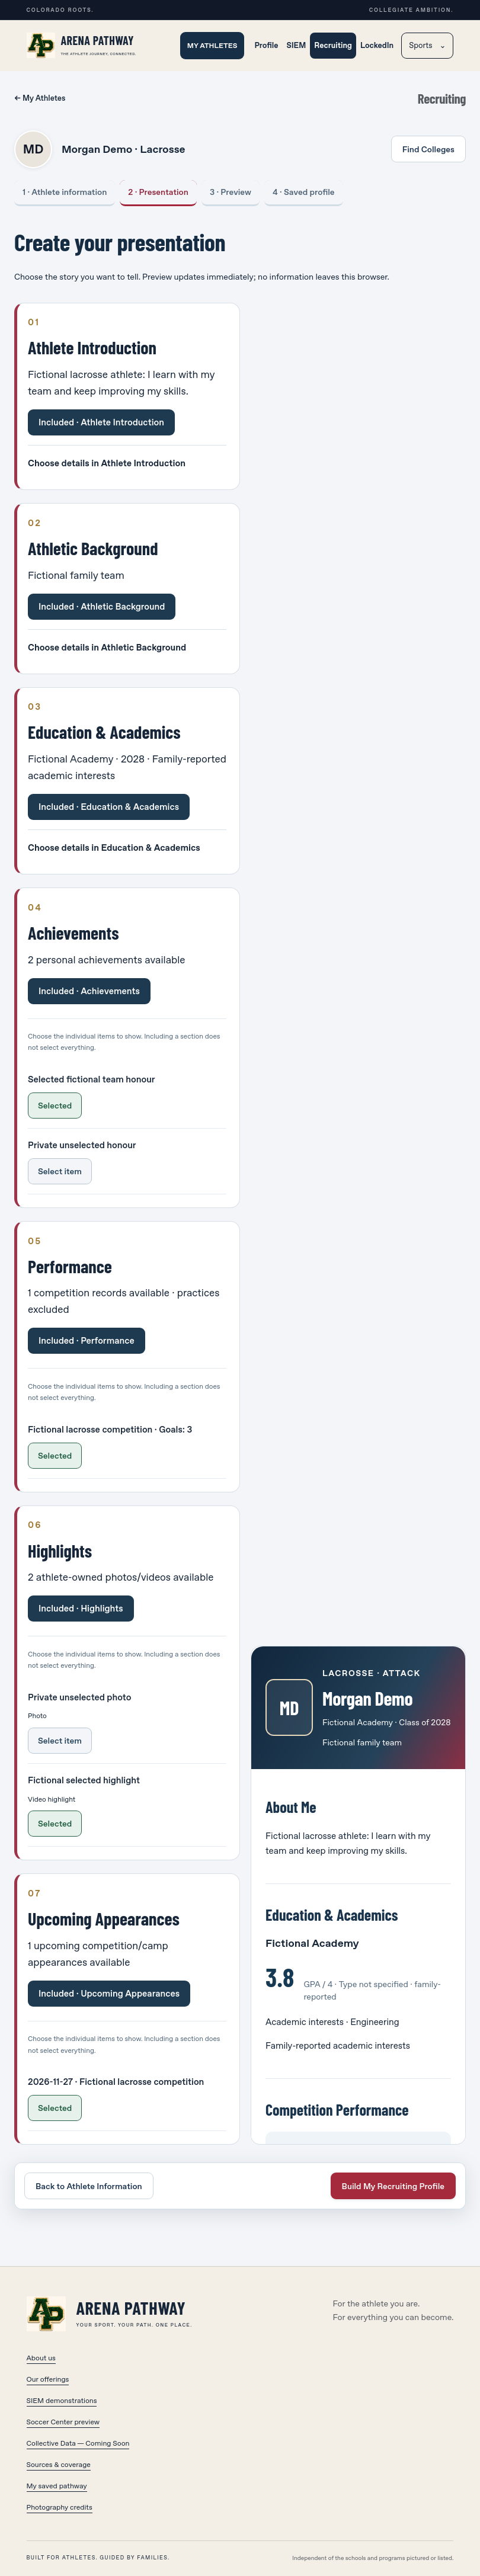 COLORADO ROOTS.
COLLEGIATE AMBITION.
AP
ARENA PATHWAY
THE ATHLETE JOURNEY, CONNECTED.
MY ATHLETES
Profile
SIEM
Recruiting
LockedIn
Sports
← My Athletes
Recruiting
MD
Morgan Demo · Lacrosse
Find Colleges
1 · Athlete information
2 · Presentation
3 · Preview
4 · Saved profile
Create your presentation
Choose the story you want to tell. Preview updates immediately; no information leaves this browser.
01
Athlete Introduction
Fictional lacrosse athlete: I learn with my
team and keep improving my skills.
Included · Athlete Introduction
Choose details in Athlete Introduction
02
Athletic Background
Fictional family team
Included · Athletic Background
Choose details in Athletic Background
03
Education & Academics
Fictional Academy · 2028 · Family-reported
academic interests
Included · Education & Academics
Choose details in Education & Academics
04
Achievements
2 personal achievements available
Included · Achievements
Choose the individual items to show. Including a section does
not select everything.
Selected fictional team honour
Selected
Private unselected honour
Select item
05
Performance
1 competition records available · practices
excluded
Included · Performance
Choose the individual items to show. Including a section does
not select everything.
Fictional lacrosse competition · Goals: 3
Selected
06
Highlights
2 athlete-owned photos/videos available
Included · Highlights
Choose the individual items to show. Including a section does
not select everything.
Private unselected photo
Photo
Select item
Fictional selected highlight
Video highlight
Selected
07
Upcoming Appearances
1 upcoming competition/camp
appearances available
Included · Upcoming Appearances
Choose the individual items to show. Including a section does
not select everything.
2026-11-27 · Fictional lacrosse competition
Selected
MD
LACROSSE · ATTACK
Morgan Demo
Fictional Academy · Class of 2028
Fictional family team
About Me
Fictional lacrosse athlete: I learn with my
team and keep improving my skills.
Education & Academics
Fictional Academy
3.8
GPA / 4 · Type not specified · family-
reported
Academic interests · Engineering
Family-reported academic interests
Competition Performance
Back to Athlete Information
Build My Recruiting Profile
AP
ARENA PATHWAY
YOUR SPORT. YOUR PATH. ONE PLACE.
For the athlete you are.
For everything you can become.
About us
Our offerings
SIEM demonstrations
Soccer Center preview
Collective Data — Coming Soon
Sources & coverage
My saved pathway
Photography credits
BUILT FOR ATHLETES. GUIDED BY FAMILIES.
Independent of the schools and programs pictured or listed.